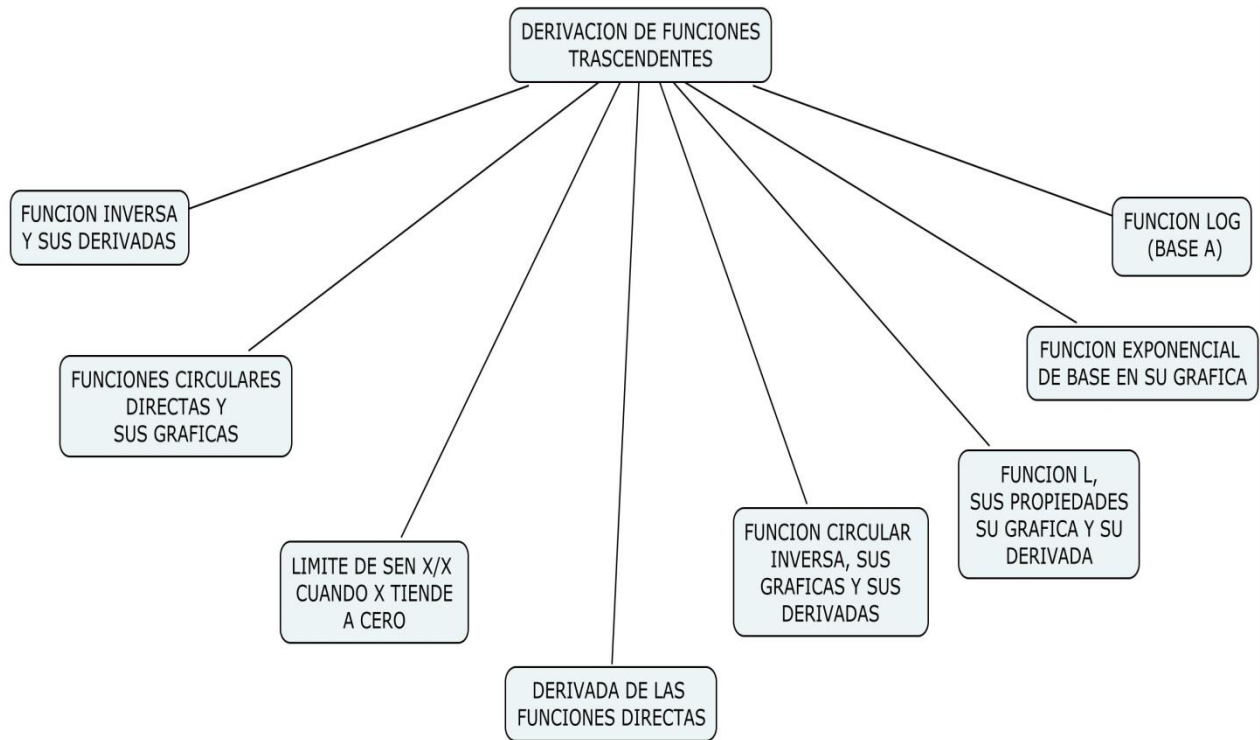 DERIVACION DE FUNCIONES
TRASCENDENTES
FUNCION INVERSA
Y SUS DERIVADAS
FUNCIONES CIRCULARES
DIRECTAS Y
SUS GRAFICAS
LIMITE DE SEN X/X
CUANDO X TIENDE
A CERO
DERIVADA DE LAS
FUNCIONES DIRECTAS
FUNCION CIRCULAR
INVERSA, SUS
GRAFICAS Y SUS
DERIVADAS
FUNCION L,
SUS PROPIEDADES
SU GRAFICA Y SU
DERIVADA
FUNCION EXPONENCIAL
DE BASE EN SU GRAFICA
FUNCION LOG
(BASE A)